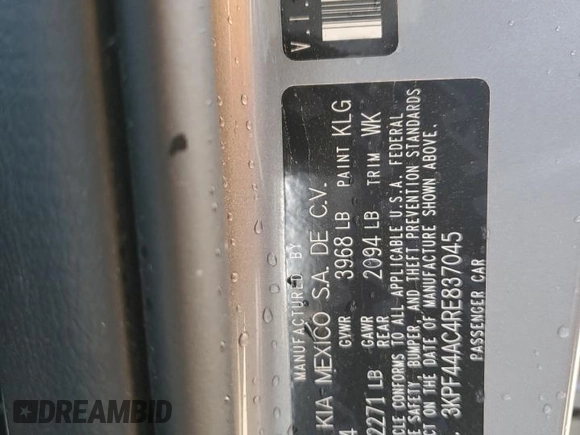 V.I.
MANUFACTURED BY
KIA MEXICO S.A. DE C.V.
4 GVWR 3968 LB PAINT KLG
2271 LB GAWR REAR 2094 LB TRIM WK
CONFORMS TO ALL APPLICABLE U.S.A. FEDERAL
SAFETY, BUMPER, AND THEFT PREVENTION STANDARDS
ON THE DATE OF MANUFACTURE SHOWN ABOVE.
3KPF44AC4RE837045
PASSENGER CAR
DREAMBID